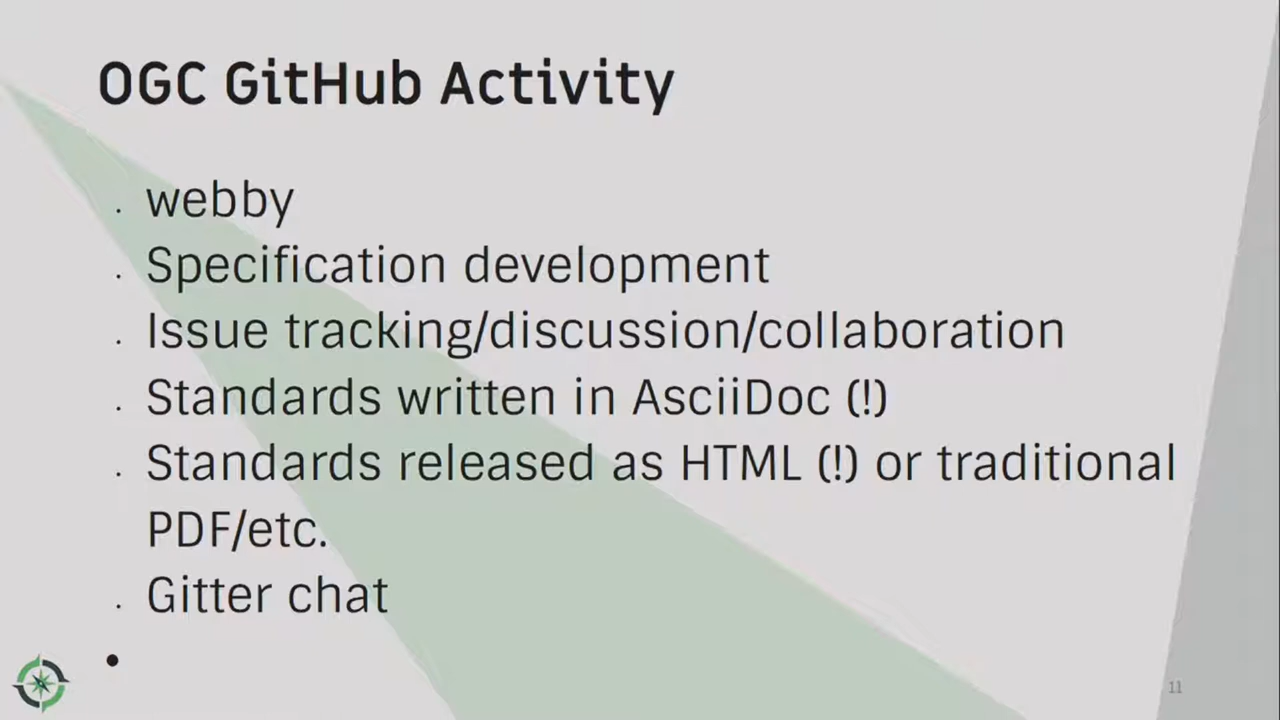 OGC GitHub Activity
. webby
. Specification development
. Issue tracking/discussion/collaboration
. Standards written in AsciiDoc (!)
. Standards released as HTML (!) or traditional
PDF/etc.
. Gitter chat
•
11